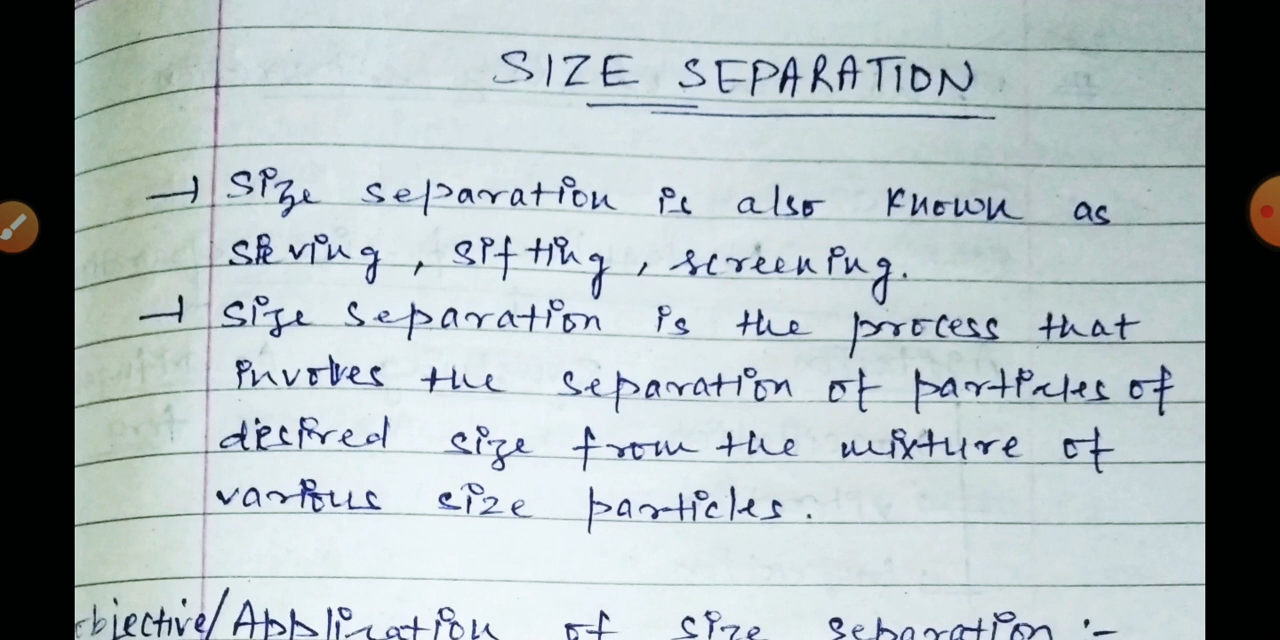 SIZE SEPARATION
→ Size separation is also known as
sieving, sifting, screening.
→ Size separation is the process that
involves the separation of particles of
desired size from the mixture of
various size particles.
objective/Application of size separation :-